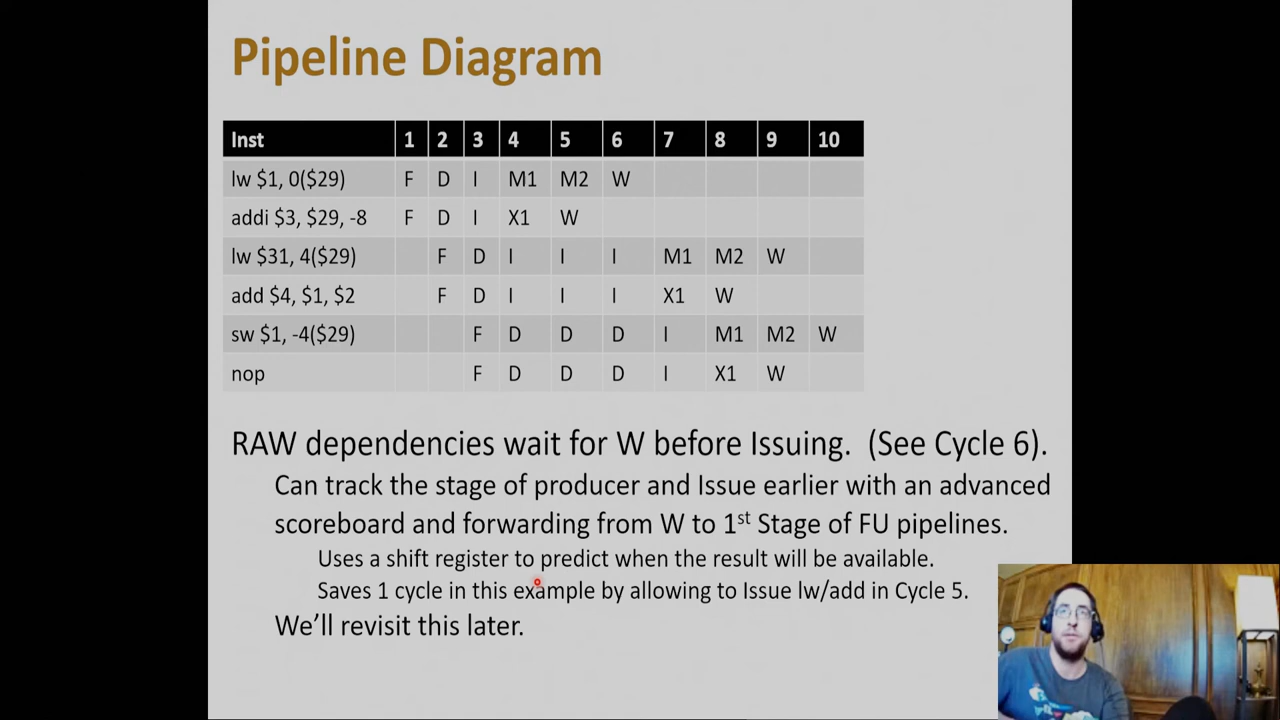 Pipeline Diagram
Inst 1 2 3 4 5 6 7 8 9 10
lw $1, 0($29) F D I M1 M2 W
addi $3, $29, -8 F D I X1 W
lw $31, 4($29) F D I I I M1 M2 W
add $4, $1, $2 F D I I I X1 W
sw $1, -4($29) F D D D I M1 M2 W
nop F D D D I X1 W
RAW dependencies wait for W before Issuing. (See Cycle 6).
Can track the stage of producer and Issue earlier with an advanced
scoreboard and forwarding from W to 1st Stage of FU pipelines.
Uses a shift register to predict when the result will be available.
Saves 1 cycle in this example by allowing to Issue lw/add in Cycle 5.
We'll revisit this later.